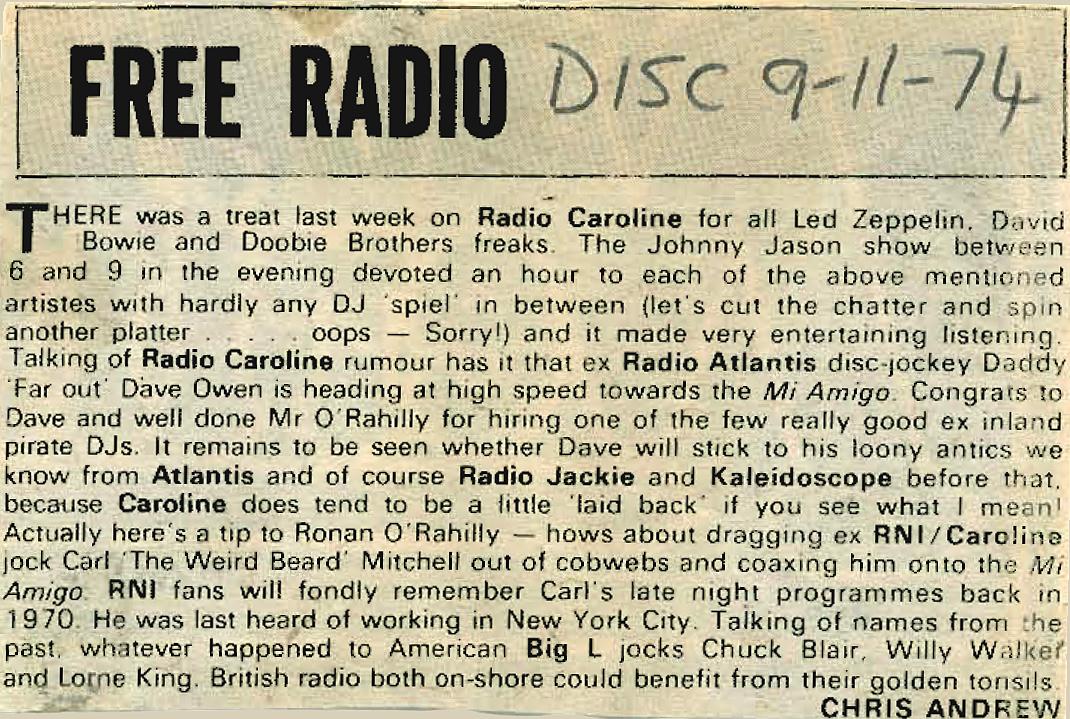 FREE RADIO DISC 9-11-74
THERE was a treat last week on Radio Caroline for all Led Zeppelin, David
Bowie and Doobie Brothers freaks. The Johnny Jason show between
6 and 9 in the evening devoted an hour to each of the above mentioned
artistes with hardly any DJ 'spiel' in between (let's cut the chatter and spin
another platter . . . . . oops — Sorry!) and it made very entertaining listening.
Talking of Radio Caroline rumour has it that ex Radio Atlantis disc-jockey Daddy
'Far out' Dave Owen is heading at high speed towards the Mi Amigo. Congrats to
Dave and well done Mr O'Rahilly for hiring one of the few really good ex inland
pirate DJs. It remains to be seen whether Dave will stick to his loony antics we
know from Atlantis and of course Radio Jackie and Kaleidoscope before that,
because Caroline does tend to be a little 'laid back' if you see what I mean!
Actually here's a tip to Ronan O'Rahilly — hows about dragging ex RNI/Caroline
jock Carl 'The Weird Beard' Mitchell out of cobwebs and coaxing him onto the Mi
Amigo. RNI fans will fondly remember Carl's late night programmes back in
1970. He was last heard of working in New York City. Talking of names from the
past, whatever happened to American Big L jocks Chuck Blair, Willy Walker
and Lorne King. British radio both on-shore could benefit from their golden tonsils.
CHRIS ANDREW